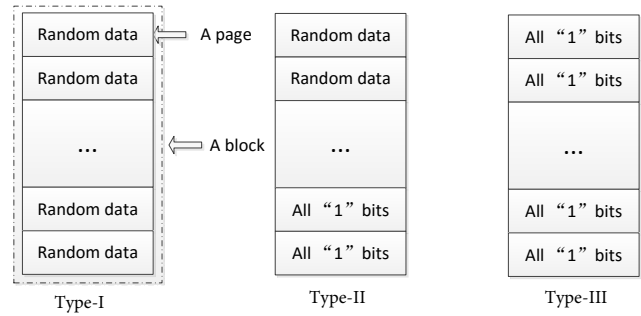 Random data
Random data
...
Random data
Random data
Type-I
A page
A block
Random data
Random data
...
All “1” bits
All “1” bits
Type-II
All “1” bits
All “1” bits
...
All “1” bits
All “1” bits
Type-III